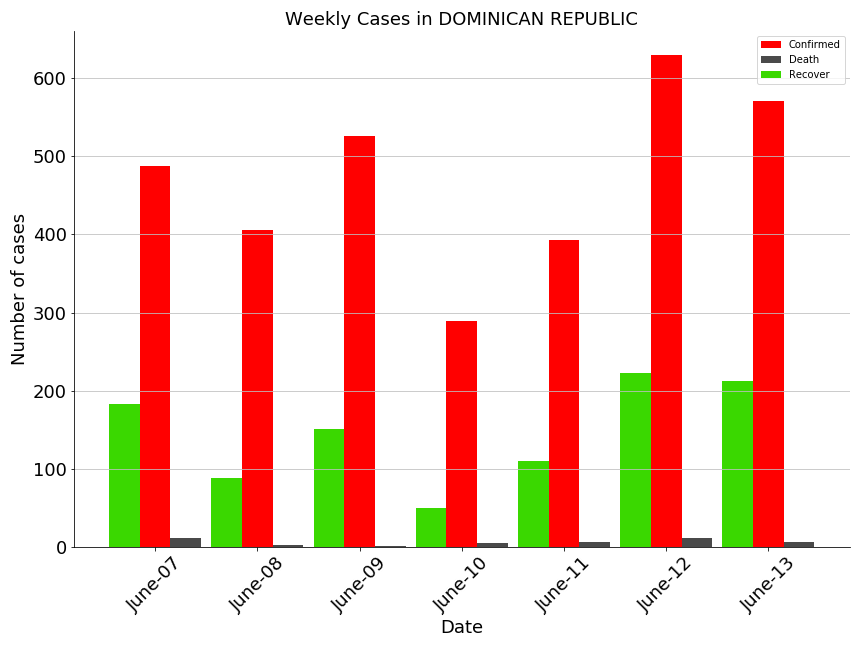 Weekly Cases in DOMINICAN REPUBLIC
Confirmed
Death
Recover
Number of cases
600
500
400
300
200
100
0
June-07
June-08
June-09
June-10
June-11
June-12
June-13
Date